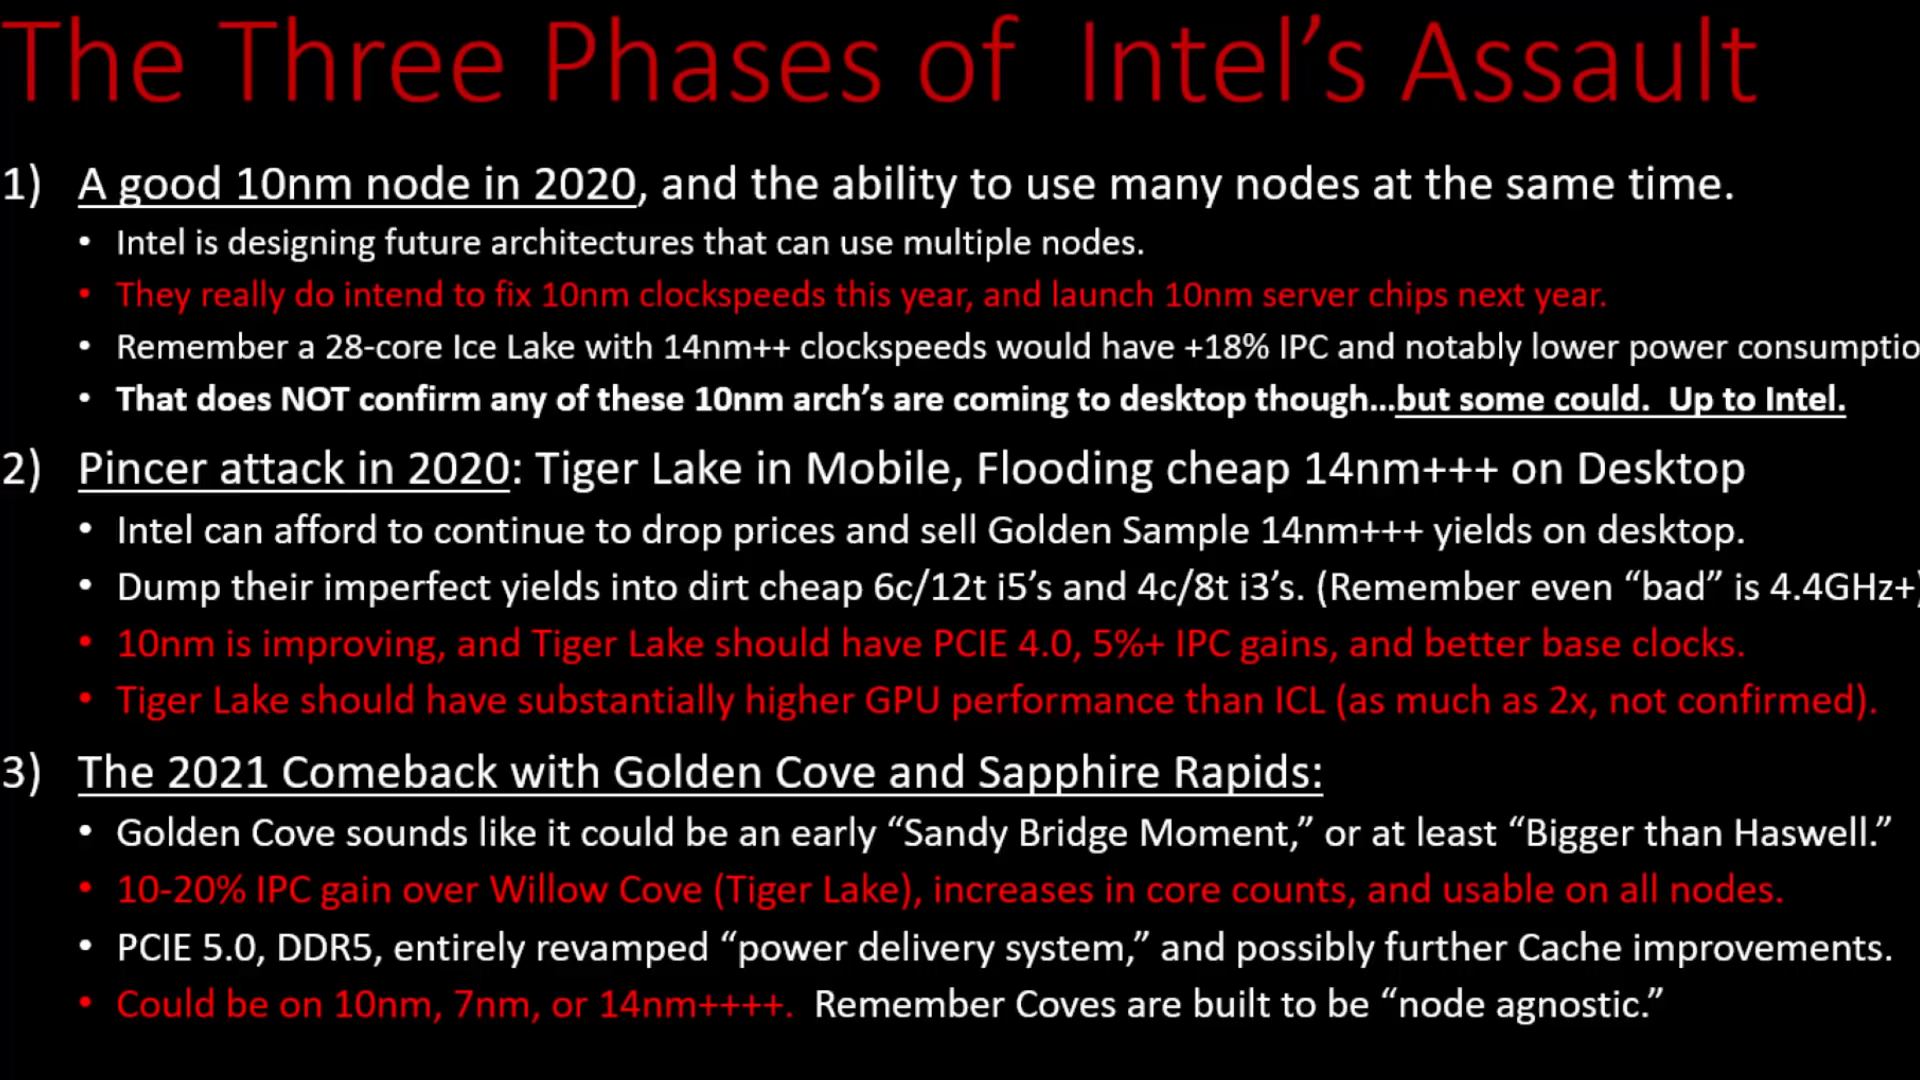 The Three Phases of Intel’s Assault
1) A good 10nm node in 2020, and the ability to use many nodes at the same time.
• Intel is designing future architectures that can use multiple nodes.
• They really do intend to fix 10nm clockspeeds this year, and launch 10nm server chips next year.
• Remember a 28-core Ice Lake with 14nm++ clockspeeds would have +18% IPC and notably lower power consumptio
• That does NOT confirm any of these 10nm arch’s are coming to desktop though…but some could. Up to Intel.
2) Pincer attack in 2020: Tiger Lake in Mobile, Flooding cheap 14nm+++ on Desktop
• Intel can afford to continue to drop prices and sell Golden Sample 14nm+++ yields on desktop.
• Dump their imperfect yields into dirt cheap 6c/12t i5’s and 4c/8t i3’s. (Remember even “bad” is 4.4GHz+)
• 10nm is improving, and Tiger Lake should have PCIE 4.0, 5%+ IPC gains, and better base clocks.
• Tiger Lake should have substantially higher GPU performance than ICL (as much as 2x, not confirmed).
3) The 2021 Comeback with Golden Cove and Sapphire Rapids:
• Golden Cove sounds like it could be an early “Sandy Bridge Moment,” or at least “Bigger than Haswell.”
• 10-20% IPC gain over Willow Cove (Tiger Lake), increases in core counts, and usable on all nodes.
• PCIE 5.0, DDR5, entirely revamped “power delivery system,” and possibly further Cache improvements.
• Could be on 10nm, 7nm, or 14nm++++. Remember Coves are built to be “node agnostic.”